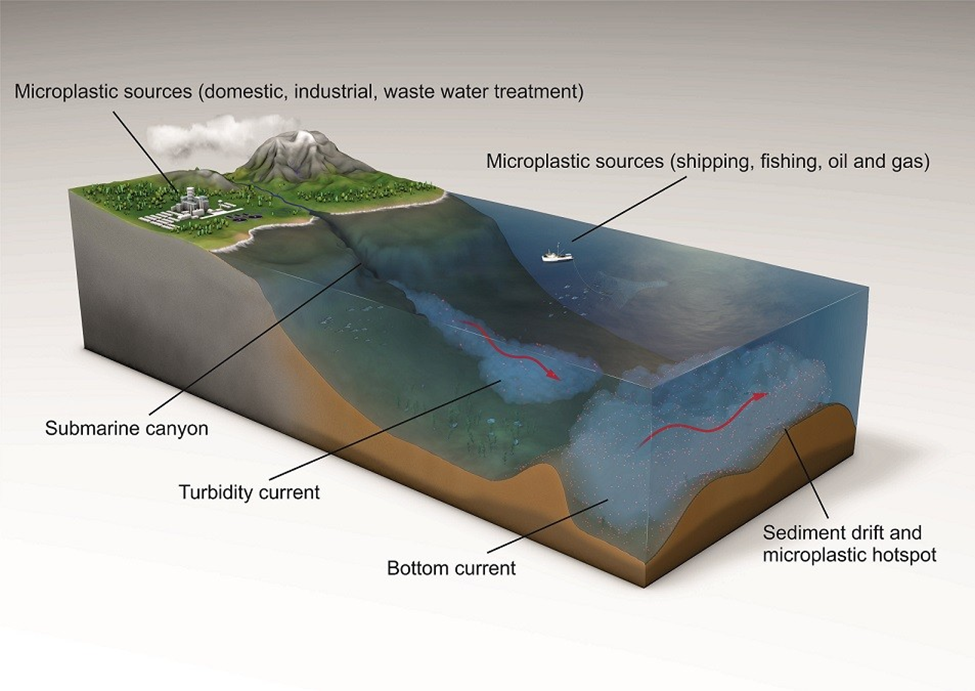 Microplastic sources (domestic, industrial, waste water treatment)
Microplastic sources (shipping, fishing, oil and gas)
Submarine canyon
Turbidity current
Bottom current
Sediment drift and
microplastic hotspot